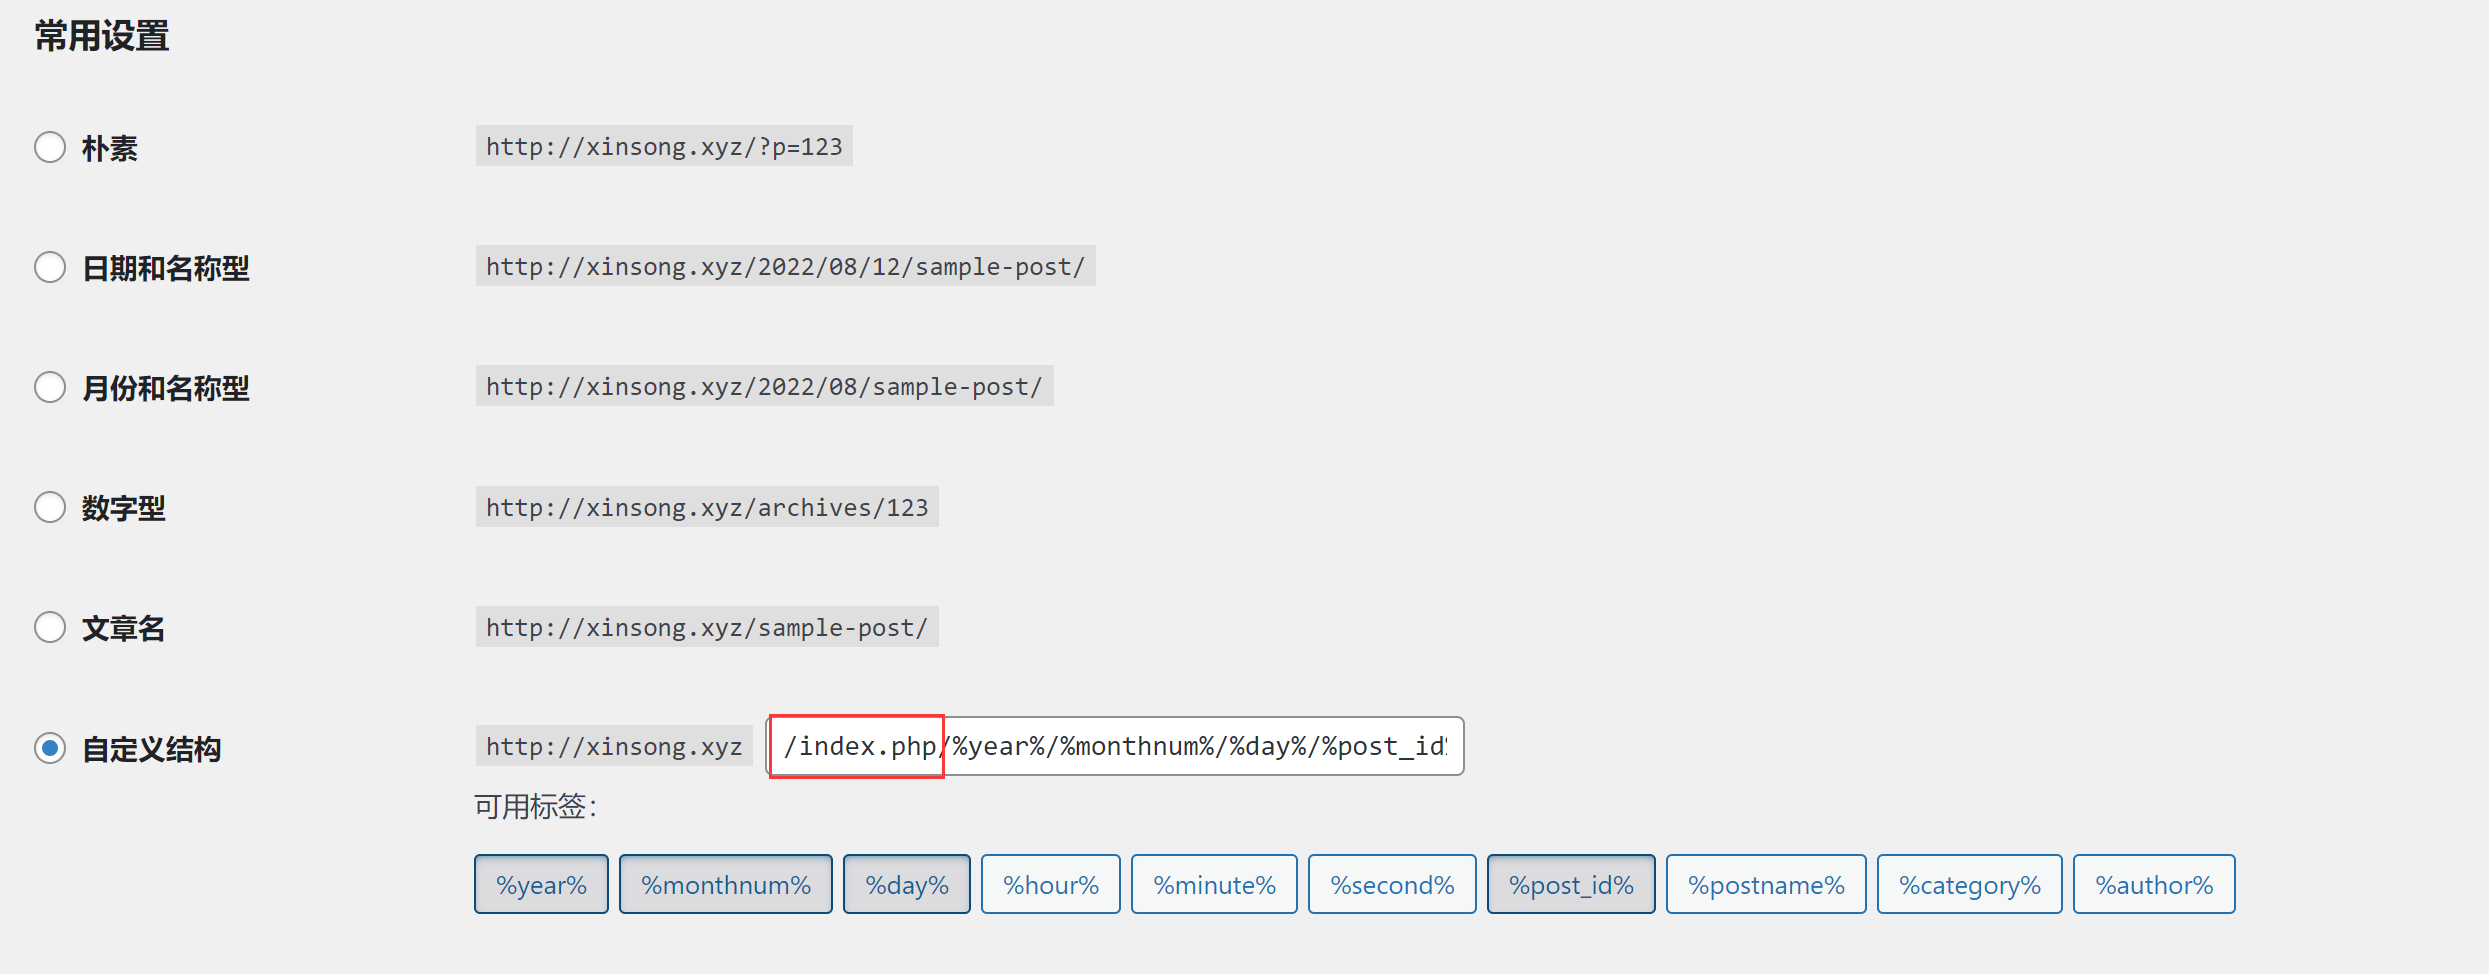 常用设置
朴素 http://xinsong.xyz/?p=123
日期和名称型 http://xinsong.xyz/2022/08/12/sample-post/
月份和名称型 http://xinsong.xyz/2022/08/sample-post/
数字型 http://xinsong.xyz/archives/123
文章名 http://xinsong.xyz/sample-post/
自定义结构 http://xinsong.xyz /index.php/%year%/%monthnum%/%day%/%post_id%
可用标签：
%year% %monthnum% %day% %hour% %minute% %second% %post_id% %postname% %category% %author%